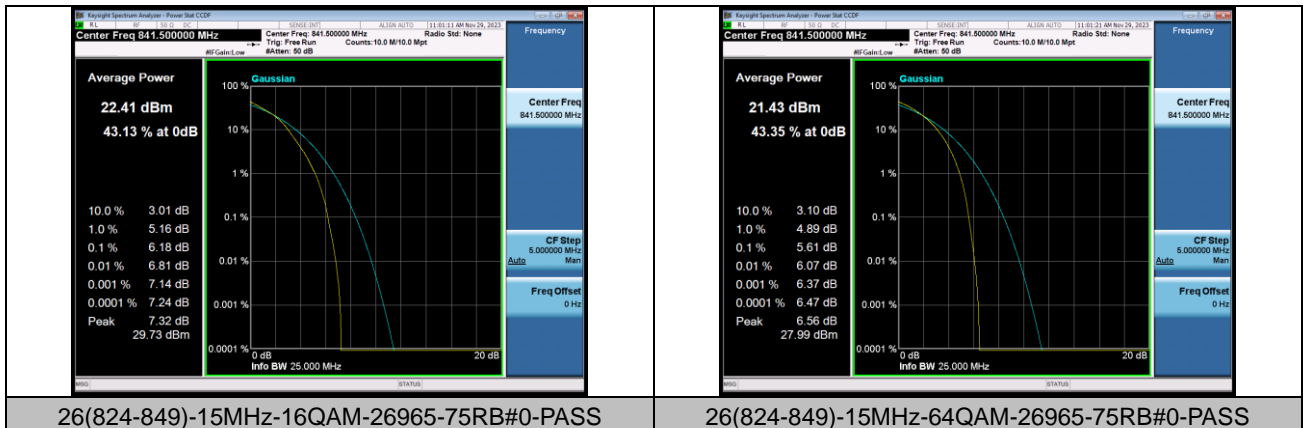 Keysight Spectrum Analyzer - Power Stat CCDF
RL RF 50 Ω DC SENSE:INT ALIGN AUTO 11:01:11 AM Nov 29, 2023
Center Freq 841.500000 MHz
Center Freq: 841.500000 MHz Radio Std: None
Trig: Free Run Counts:10.0 M/10.0 Mpt
#IFGain:Low #Atten: 50 dB
Frequency
Average Power
22.41 dBm
43.13 % at 0dB
10.0 % 3.01 dB
1.0 % 5.16 dB
0.1 % 6.18 dB
0.01 % 6.81 dB
0.001 % 7.14 dB
0.0001 % 7.24 dB
Peak 7.32 dB
29.73 dBm
Gaussian
100 %
10 %
1 %
0.1 %
0.01 %
0.001 %
0.0001 %
0 dB 20 dB
Info BW 25.000 MHz
Center Freq
841.500000 MHz
CF Step
5.000000 MHz
Auto Man
Freq Offset
0 Hz
MSG STATUS
26(824-849)-15MHz-16QAM-26965-75RB#0-PASS
Keysight Spectrum Analyzer - Power Stat CCDF
RL RF 50 Ω DC SENSE:INT ALIGN AUTO 11:01:21 AM Nov 29, 2023
Center Freq 841.500000 MHz
Center Freq: 841.500000 MHz Radio Std: None
Trig: Free Run Counts:10.0 M/10.0 Mpt
#IFGain:Low #Atten: 50 dB
Frequency
Average Power
21.43 dBm
43.35 % at 0dB
10.0 % 3.10 dB
1.0 % 4.89 dB
0.1 % 5.61 dB
0.01 % 6.07 dB
0.001 % 6.37 dB
0.0001 % 6.47 dB
Peak 6.56 dB
27.99 dBm
Gaussian
100 %
10 %
1 %
0.1 %
0.01 %
0.001 %
0.0001 %
0 dB 20 dB
Info BW 25.000 MHz
Center Freq
841.500000 MHz
CF Step
5.000000 MHz
Auto Man
Freq Offset
0 Hz
MSG STATUS
26(824-849)-15MHz-64QAM-26965-75RB#0-PASS